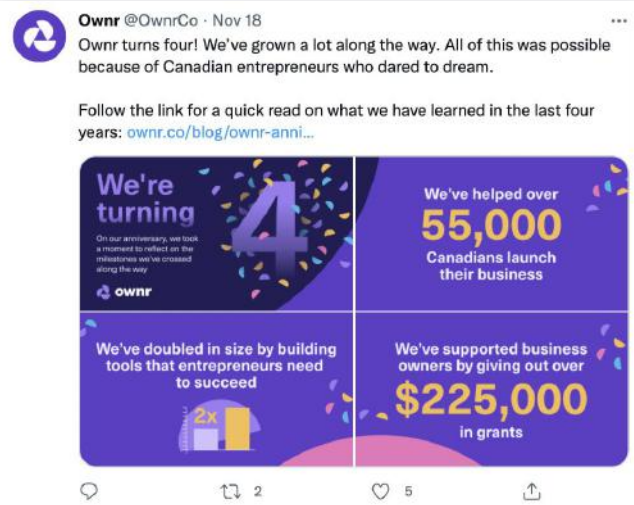 Ownr @OwnrCo · Nov 18
Ownr turns four! We've grown a lot along the way. All of this was possible
because of Canadian entrepreneurs who dared to dream.
Follow the link for a quick read on what we have learned in the last four
years: ownr.co/blog/ownr-anni...
We're
turning
4
On our anniversary, we took
a moment to reflect on the
milestones we've crossed
along the way
ownr
We've helped over
55,000
Canadians launch
their business
We've doubled in size by building
tools that entrepreneurs need
to succeed
2x
We've supported business
owners by giving out over
$225,000
in grants
2
5